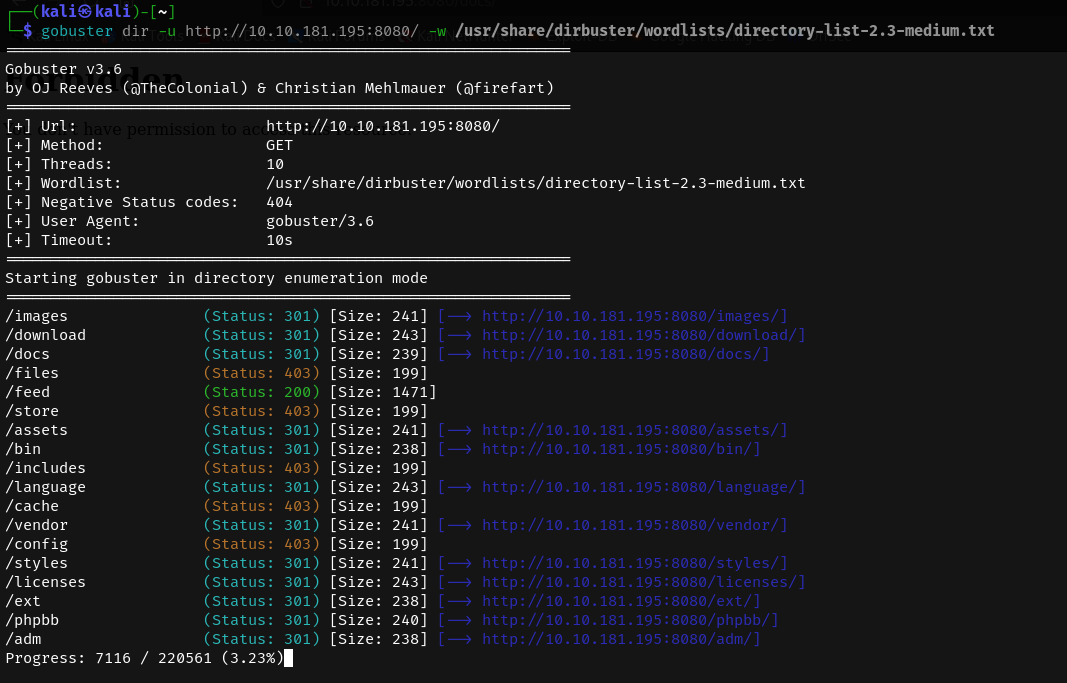 (kali㉿kali)-[~]
$ gobuster dir -u http://10.10.181.195:8080/ -w /usr/share/dirbuster/wordlists/directory-list-2.3-medium.txt
Gobuster v3.6
by OJ Reeves (@TheColonial) & Christian Mehlmauer (@firefart)
[+] Url: http://10.10.181.195:8080/
[+] Method: GET
[+] Threads: 10
[+] Wordlist: /usr/share/dirbuster/wordlists/directory-list-2.3-medium.txt
[+] Negative Status codes: 404
[+] User Agent: gobuster/3.6
[+] Timeout: 10s
Starting gobuster in directory enumeration mode
/images (Status: 301) [Size: 241] [--> http://10.10.181.195:8080/images/]
/download (Status: 301) [Size: 243] [--> http://10.10.181.195:8080/download/]
/docs (Status: 301) [Size: 239] [--> http://10.10.181.195:8080/docs/]
/files (Status: 403) [Size: 199]
/feed (Status: 200) [Size: 1471]
/store (Status: 403) [Size: 199]
/assets (Status: 301) [Size: 241] [--> http://10.10.181.195:8080/assets/]
/bin (Status: 301) [Size: 238] [--> http://10.10.181.195:8080/bin/]
/includes (Status: 403) [Size: 199]
/language (Status: 301) [Size: 243] [--> http://10.10.181.195:8080/language/]
/cache (Status: 403) [Size: 199]
/vendor (Status: 301) [Size: 241] [--> http://10.10.181.195:8080/vendor/]
/config (Status: 403) [Size: 199]
/styles (Status: 301) [Size: 241] [--> http://10.10.181.195:8080/styles/]
/licenses (Status: 301) [Size: 243] [--> http://10.10.181.195:8080/licenses/]
/ext (Status: 301) [Size: 238] [--> http://10.10.181.195:8080/ext/]
/phpbb (Status: 301) [Size: 240] [--> http://10.10.181.195:8080/phpbb/]
/adm (Status: 301) [Size: 238] [--> http://10.10.181.195:8080/adm/]
Progress: 7116 / 220561 (3.23%)